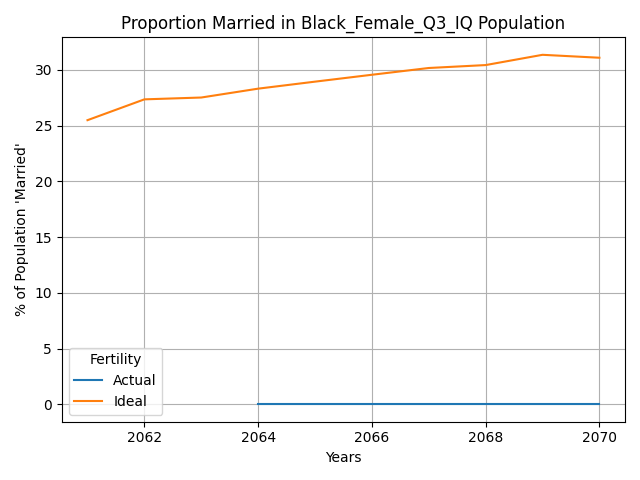 Proportion Married in Black_Female_Q3_IQ Population
% of Population 'Married'
30
25
20
15
10
5
0
Fertility
Actual
Ideal
2062 2064 2066 2068 2070
Years